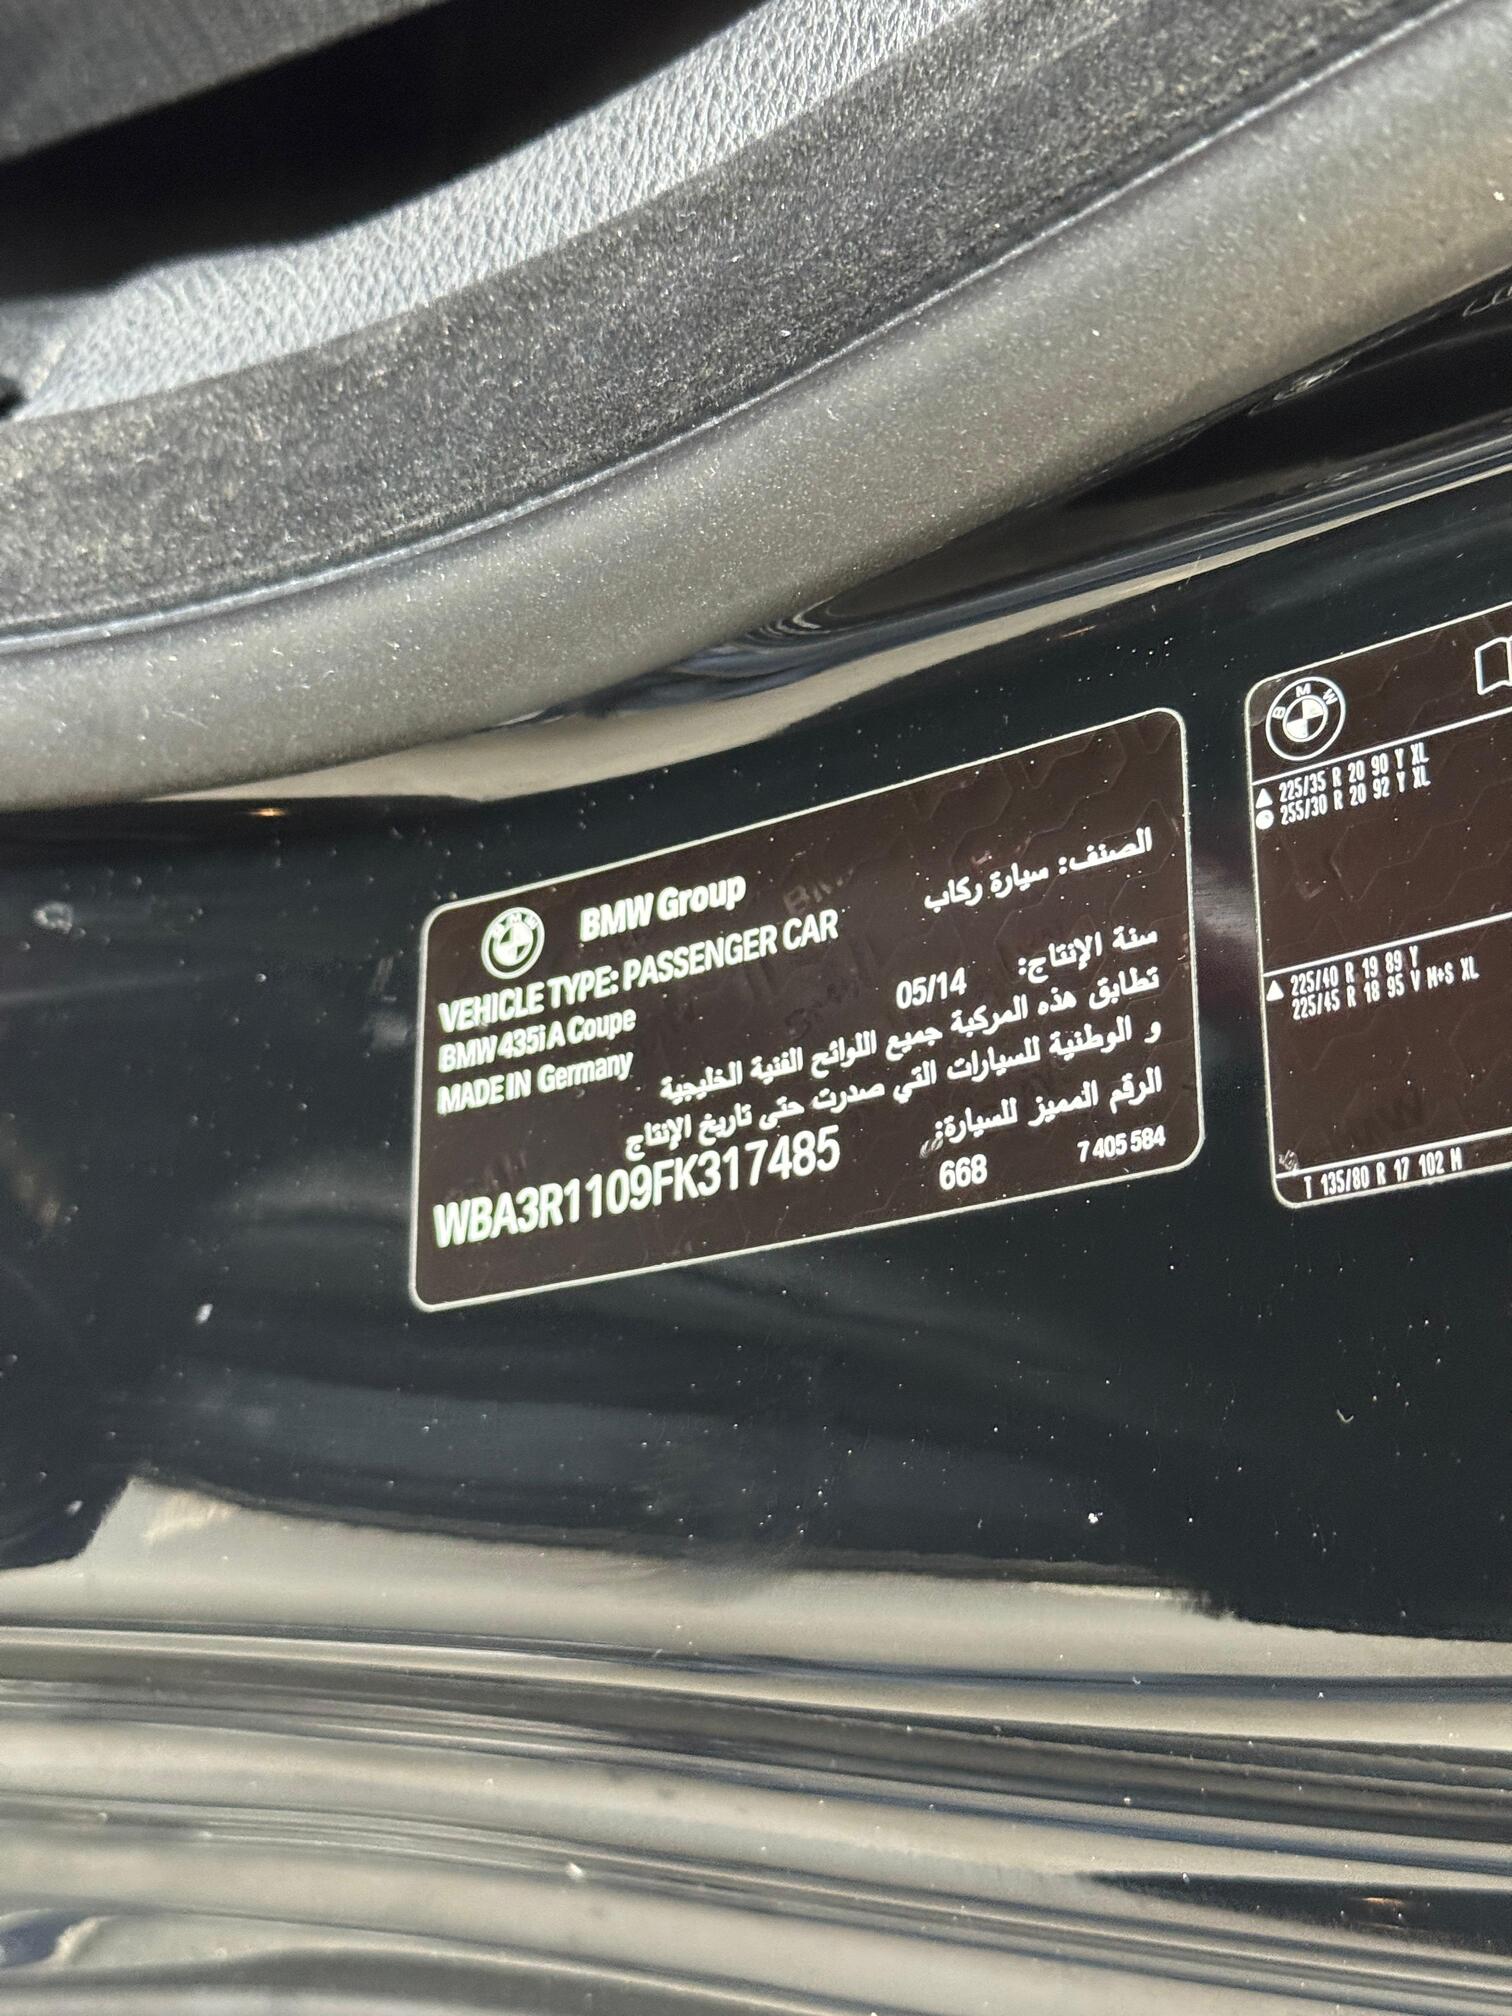 BMW Group
VEHICLE TYPE: PASSENGER CAR
الصنف: سيارة ركاب
BMW 435i A Coupe
سنة الإنتاج: 05/14
MADE IN Germany
تطابق هذه المركبة جميع اللوائح الفنية الخليجية
و الوطنية للسيارات التي صدرت حتى تاريخ الإنتاج
الرقم المميز للسيارة:
WBA3R1109FK317485
668
7 405 584
BMW
225/35 R 20 90 Y XL
255/30 R 20 92 Y XL
225/40 R 19 89 Y
225/45 R 18 95 V M+S XL
T 135/80 R 17 102 M